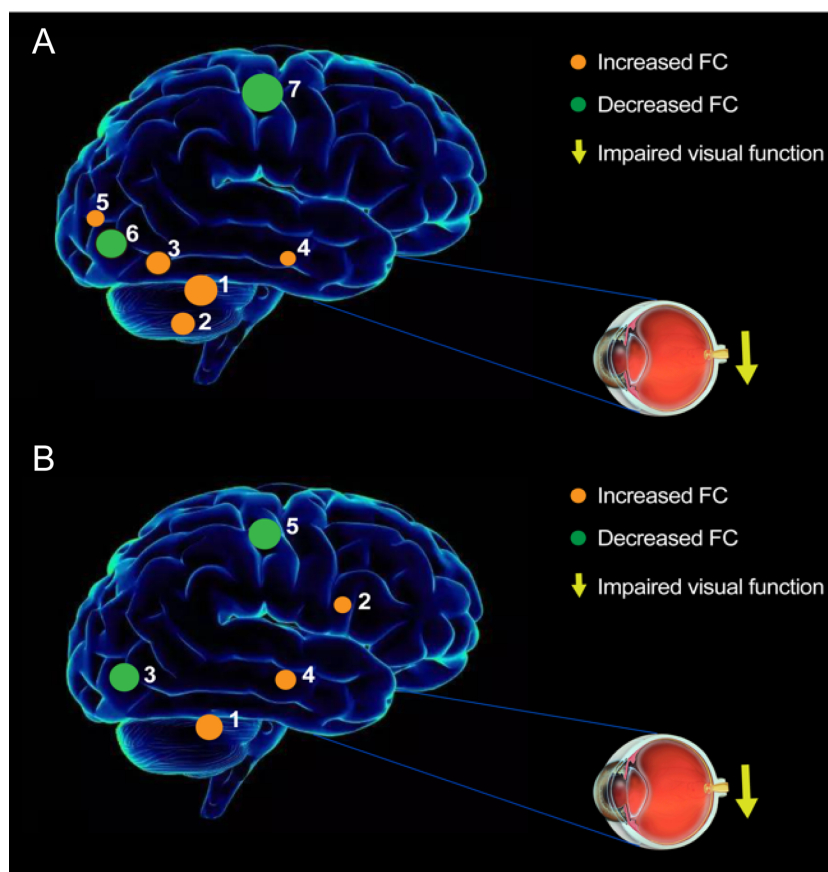 A
7
Increased FC
Decreased FC
Impaired visual function
5
6
3
4
1
2
B
5
Increased FC
Decreased FC
Impaired visual function
2
3
4
1